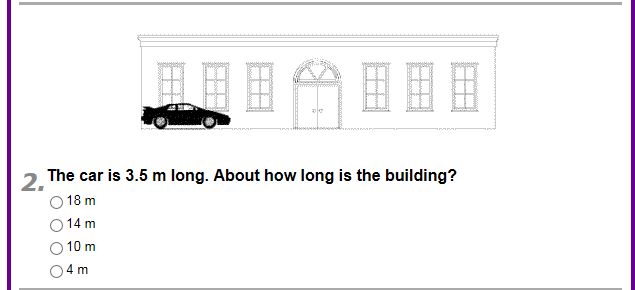 2. The car is 3.5 m long. About how long is the building?
18 m
14 m
10 m
4 m